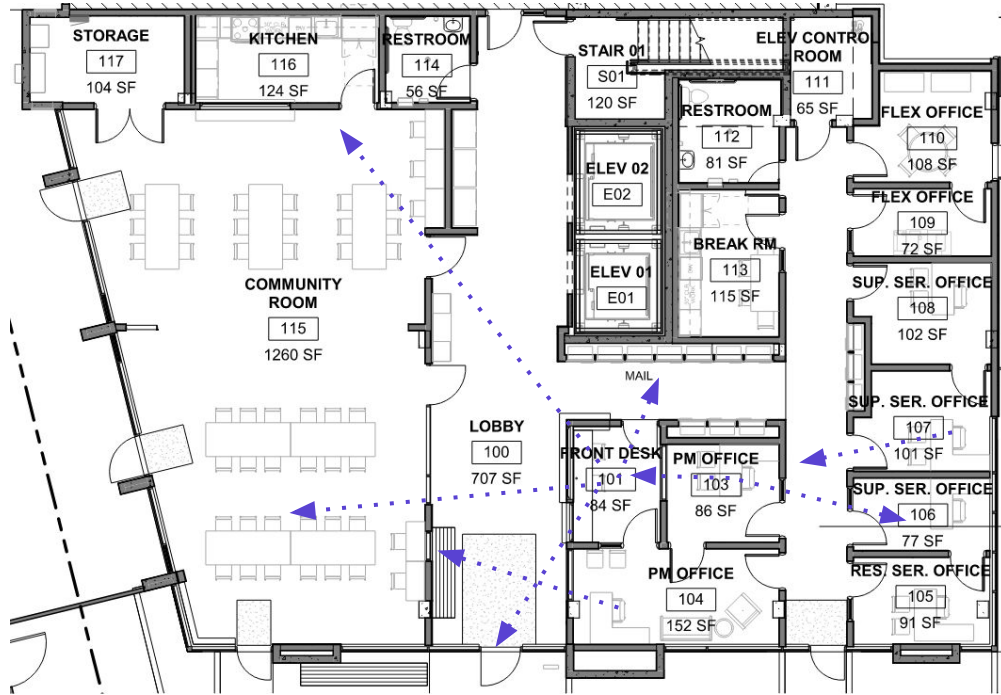 STORAGE
117
104 SF
KITCHEN
116
124 SF
RESTROOM
114
56 SF
STAIR 01
S01
120 SF
ELEV CONTRO
ROOM
111
65 SF
RESTROOM
112
81 SF
FLEX OFFICE
110
108 SF
ELEV 02
E02
FLEX OFFICE
109
72 SF
BREAK RM
113
115 SF
ELEV 01
E01
COMMUNITY
ROOM
115
1260 SF
SUP. SER. OFFICE
108
102 SF
MAIL
SUP. SER. OFFICE
107
101 SF
LOBBY
100
707 SF
FRONT DESK
101
84 SF
PM OFFICE
103
86 SF
SUP. SER. OFFICE
106
77 SF
PM OFFICE
104
152 SF
RES. SER. OFFICE
105
91 SF